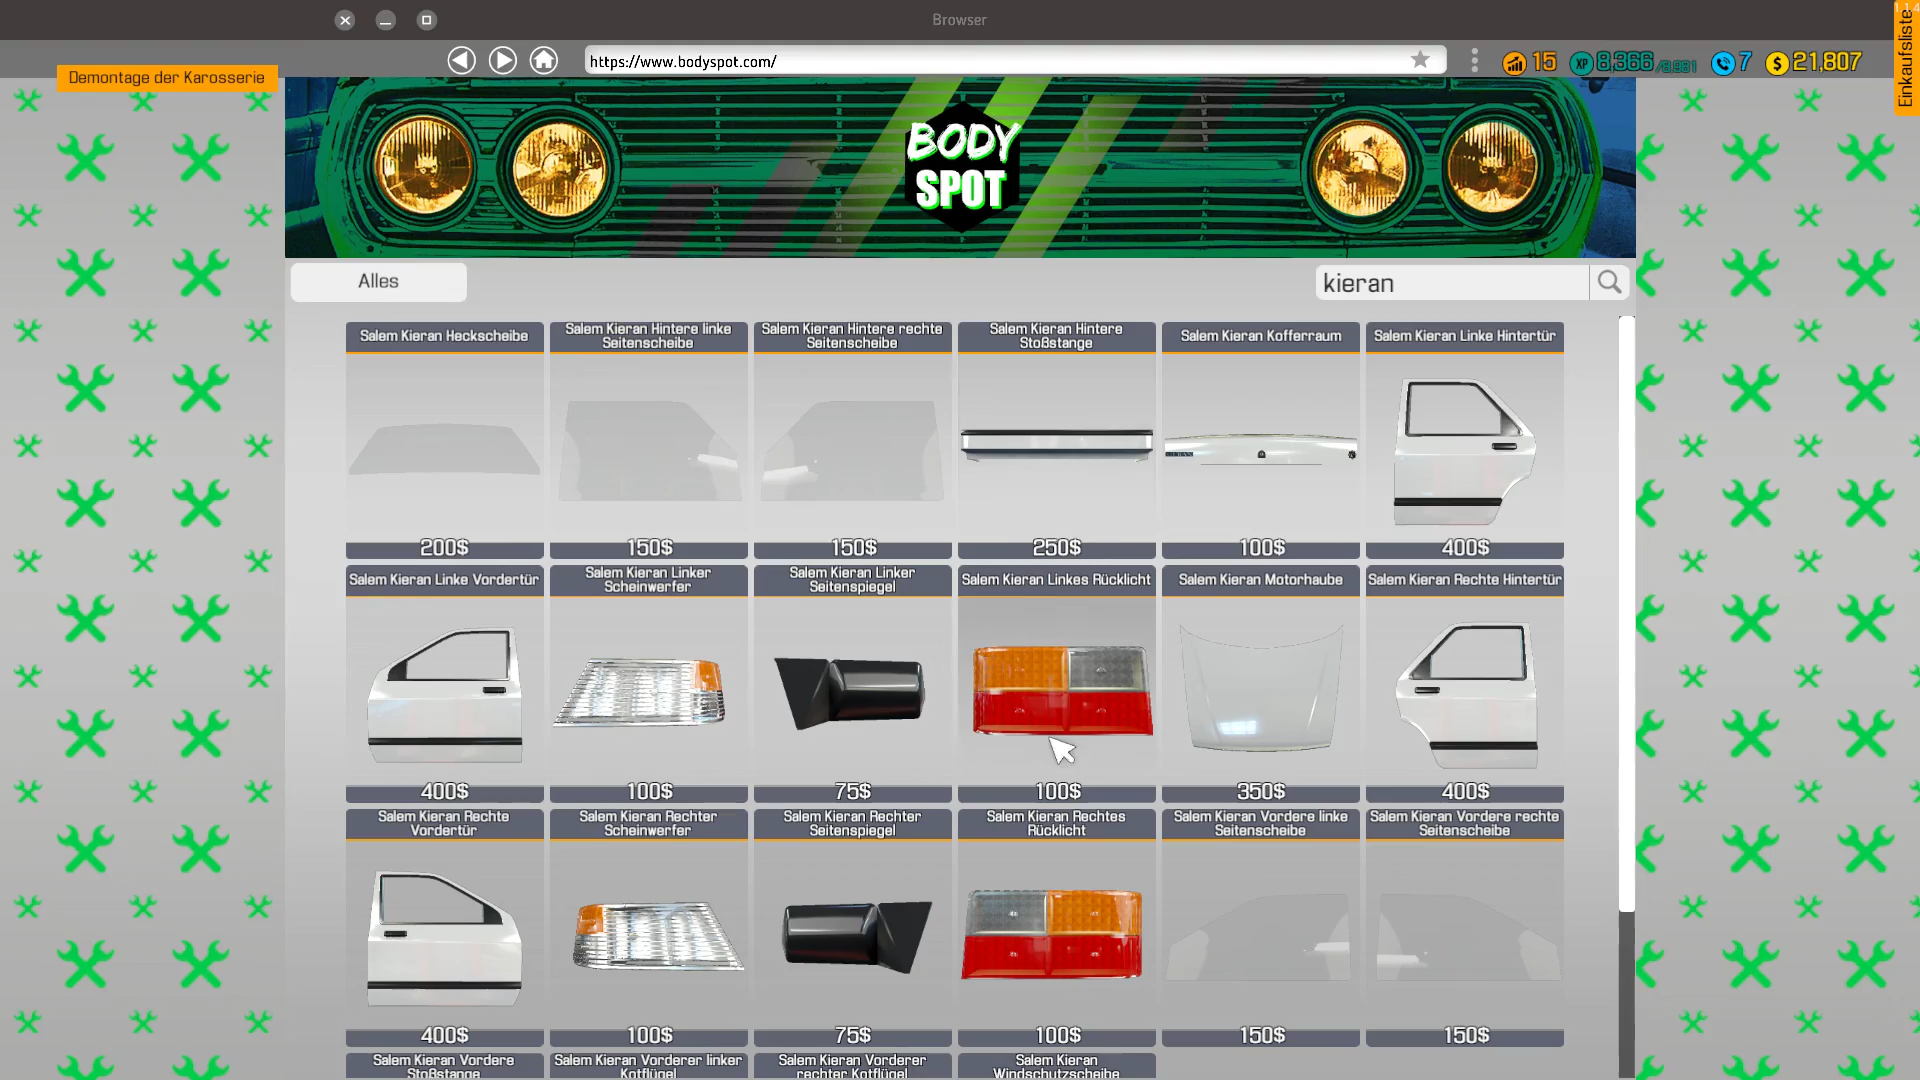 Browser
1.1.4
https://www.bodyspot.com/
15
XP 8,366/8,981
7
$ 21,807
Einkaufsliste
Demontage der Karosserie
BODY
SPOT
Alles
kieran
Salem Kieran Heckscheibe
200$
Salem Kieran Hintere linke
Seitenscheibe
150$
Salem Kieran Hintere rechte
Seitenscheibe
150$
Salem Kieran Hintere
Stoßstange
250$
Salem Kieran Kofferraum
100$
Salem Kieran Linke Hintertür
400$
Salem Kieran Linke Vordertür
400$
Salem Kieran Linker
Scheinwerfer
100$
Salem Kieran Linker
Seitenspiegel
75$
Salem Kieran Linkes Rücklicht
100$
Salem Kieran Motorhaube
350$
Salem Kieran Rechte Hintertür
400$
Salem Kieran Rechte
Vordertür
400$
Salem Kieran Rechter
Scheinwerfer
100$
Salem Kieran Rechter
Seitenspiegel
75$
Salem Kieran Rechtes
Rücklicht
100$
Salem Kieran Vordere linke
Seitenscheibe
150$
Salem Kieran Vordere rechte
Seitenscheibe
150$
Salem Kieran Vordere
Stoßstange
Salem Kieran Vorderer linker
Kotflügel
Salem Kieran Vorderer
rechter Kotflügel
Salem Kieran
Windschutzscheibe